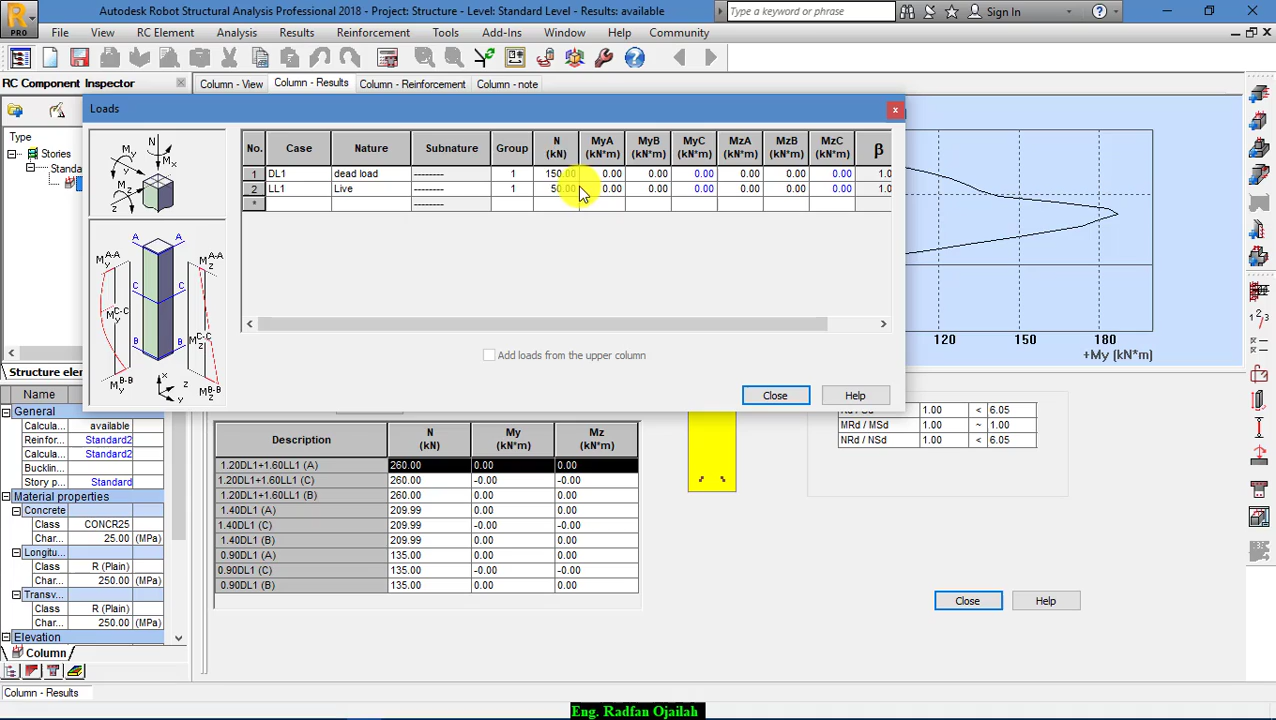 Autodesk Robot Structural Analysis Professional 2018 - Project: Structure - Level: Standard Level - Results: available
Type a keyword or phrase
Sign In
PRO
File View RC Element Analysis Results Reinforcement Tools Add-Ins Window Help Community
RC Component Inspector
Column - View Column - Results Column - Reinforcement Column - note
Loads
Type
Stories
Standa
No. Case Nature Subnature Group N (kN) MyA (kN*m) MyB (kN*m) MyC (kN*m) MzA (kN*m) MzB (kN*m) MzC (kN*m) β
1 DL1 dead load -------- 1 150.00 0.00 0.00 0.00 0.00 0.00 0.00 1.0
2 LL1 Live -------- 1 50.00 0.00 0.00 0.00 0.00 0.00 0.00 1.0
* --------
Add loads from the upper column
Close Help
120 150 180
+My (kN*m)
Structure elem
Name
General
Calcula... available
Reinfor... Standard2
Calcula... Standard2
Bucklin...
Story p... Standard
Material properties
Concrete
Class CONCR25
Char... 25.00 (MPa)
Longitu...
Class R (Plain)
Char... 250.00 (MPa)
Transv...
Class R (Plain)
Char... 250.00 (MPa)
Elevation
Column
Description N (kN) My (kN*m) Mz (kN*m)
1.20DL1+1.60LL1 (A) 260.00 0.00 0.00
1.20DL1+1.60LL1 (C) 260.00 -0.00 -0.00
1.20DL1+1.60LL1 (B) 260.00 0.00 0.00
1.40DL1 (A) 209.99 0.00 0.00
1.40DL1 (C) 209.99 -0.00 -0.00
1.40DL1 (B) 209.99 0.00 0.00
0.90DL1 (A) 135.00 0.00 0.00
0.90DL1 (C) 135.00 -0.00 -0.00
0.90DL1 (B) 135.00 0.00 0.00
1.00 < 6.05
MRd / MSd 1.00 ~ 1.00
NRd / NSd 1.00 < 6.05
Close Help
Column - Results
Eng. Radfan Ojailah